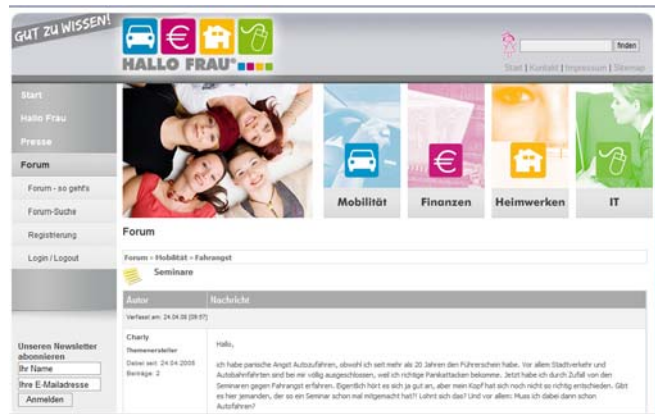 GUT ZU WISSEN!
HALLO FRAU®
finden
Start | Kontakt | Impressum | Sitemap
Start
Hallo Frau
Presse
Forum
Forum - so geht's
Forum-Suche
Registrierung
Login / Logout
Mobilität
Finanzen
Heimwerken
IT
Forum
Forum » Mobilität » Fahrangst
Seminare
Autor
Nachricht
Verfasst am: 24.04.08 [09:57]
Charly
Themenersteller
Dabei seit: 24.04.2008
Beiträge: 2
Hallo,
ich habe panische Angst Autozufahren, obwohl ich seit mehr als 20 Jahren den Führerschein habe. Vor allem Stadtverkehr und
Autobahnfahrten sind bei mir völlig ausgeschlossen, weil ich richtige Panikattacken bekomme. Jetzt habe ich durch Zufall von den
Seminaren gegen Fahrangst erfahren. Eigentlich hört es sich ja gut an, aber mein Kopf hat sich noch nicht so richtig entschieden. Gibt
es hier jemanden, der so ein Seminar schon mal mitgemacht hat?! Lohnt sich das? Und vor allem: Muss ich dabei dann schon
Autofahren?
Unseren Newsletter
abonnieren
Ihr Name
Ihre E-Mailadresse
Anmelden